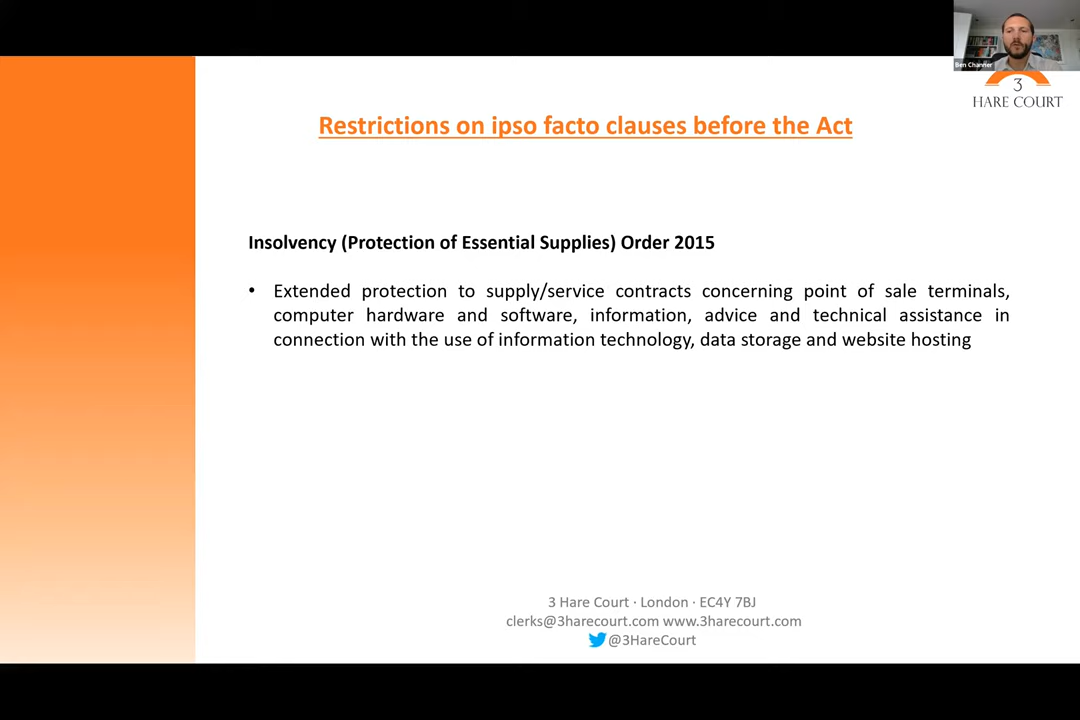 Ben Channer
3
HARE COURT
Restrictions on ipso facto clauses before the Act
Insolvency (Protection of Essential Supplies) Order 2015
• Extended protection to supply/service contracts concerning point of sale terminals,
computer hardware and software, information, advice and technical assistance in
connection with the use of information technology, data storage and website hosting
3 Hare Court · London · EC4Y 7BJ
clerks@3harecourt.com www.3harecourt.com
@3HareCourt